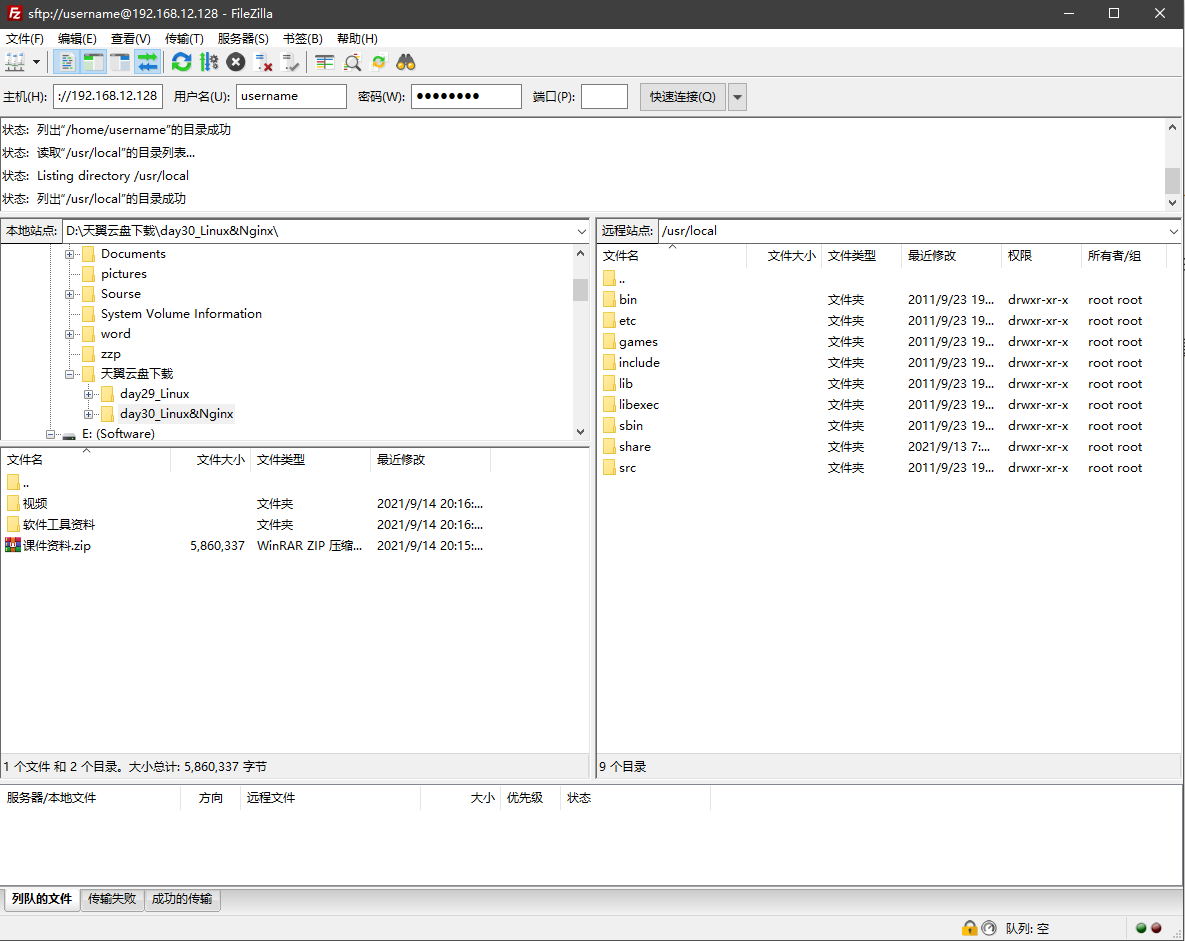 sftp://username@192.168.12.128 - FileZilla
文件(F) 编辑(E) 查看(V) 传输(T) 服务器(S) 书签(B) 帮助(H)
主机(H): ://192.168.12.128 用户名(U): username 密码(W): ●●●●●●●● 端口(P): 快速连接(Q)
状态: 列出“/home/username”的目录成功
状态: 读取“/usr/local”的目录列表...
状态: Listing directory /usr/local
状态: 列出“/usr/local”的目录成功
本地站点: D:\天翼云盘下载\day30_Linux&Nginx\
Documents
pictures
Sourse
System Volume Information
word
zzp
天翼云盘下载
day29_Linux
day30_Linux&Nginx
E: (Software)
文件名 文件大小 文件类型 最近修改
..
视频 文件夹 2021/9/14 20:16:...
软件工具资料 文件夹 2021/9/14 20:16:...
课件资料.zip 5,860,337 WinRAR ZIP 压缩... 2021/9/14 20:15:...
1 个文件 和 2 个目录。大小总计: 5,860,337 字节
远程站点: /usr/local
文件名 文件大小 文件类型 最近修改 权限 所有者/组
..
bin 文件夹 2011/9/23 19... drwxr-xr-x root root
etc 文件夹 2011/9/23 19... drwxr-xr-x root root
games 文件夹 2011/9/23 19... drwxr-xr-x root root
include 文件夹 2011/9/23 19... drwxr-xr-x root root
lib 文件夹 2011/9/23 19... drwxr-xr-x root root
libexec 文件夹 2011/9/23 19... drwxr-xr-x root root
sbin 文件夹 2011/9/23 19... drwxr-xr-x root root
share 文件夹 2021/9/13 7:... drwxr-xr-x root root
src 文件夹 2011/9/23 19... drwxr-xr-x root root
9 个目录
服务器/本地文件 方向 远程文件 大小 优先级 状态
列队的文件 传输失败 成功的传输
队列: 空